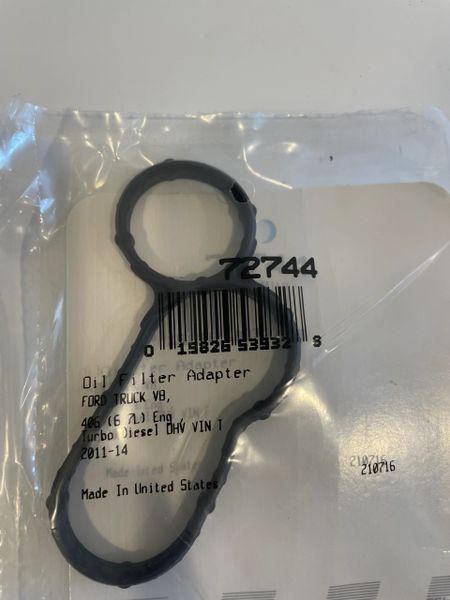 72744
0 19826 53932 8
Oil Filter Adapter
FORD TRUCK V8,
406 (6.7L) Eng
Turbo Diesel OHV VIN T
2011-14
Made In United States
210716
210716